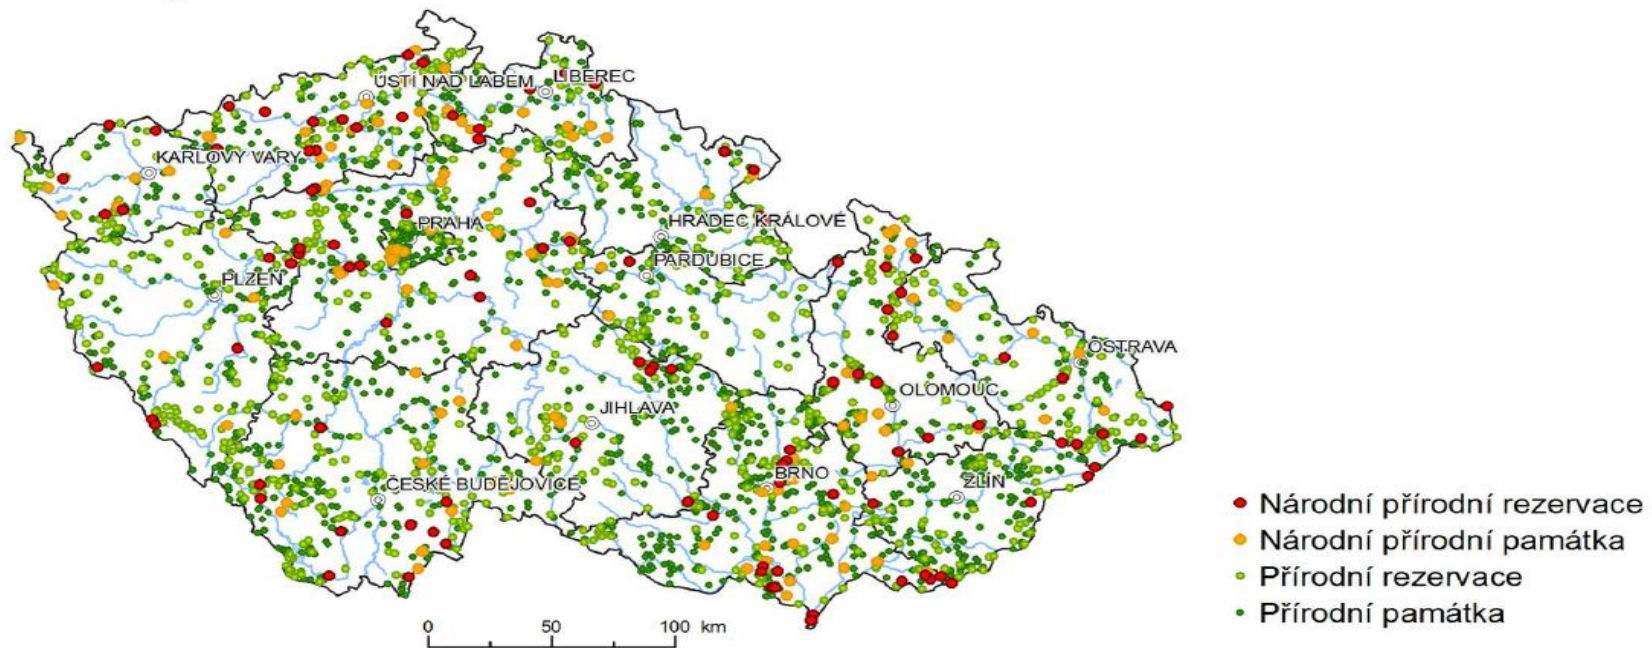 ÚSTÍ NAD LABEM
LIBEREC
KARLOVY VARY
PRAHA
HRADEC KRÁLOVÉ
PARDUBICE
PLZEŇ
OSTRAVA
OLOMOUC
JIHLAVA
BRNO
ČESKÉ BUDĚJOVICE
ZLÍN
Národní přírodní rezervace
Národní přírodní památka
Přírodní rezervace
Přírodní památka
0 50 100 km